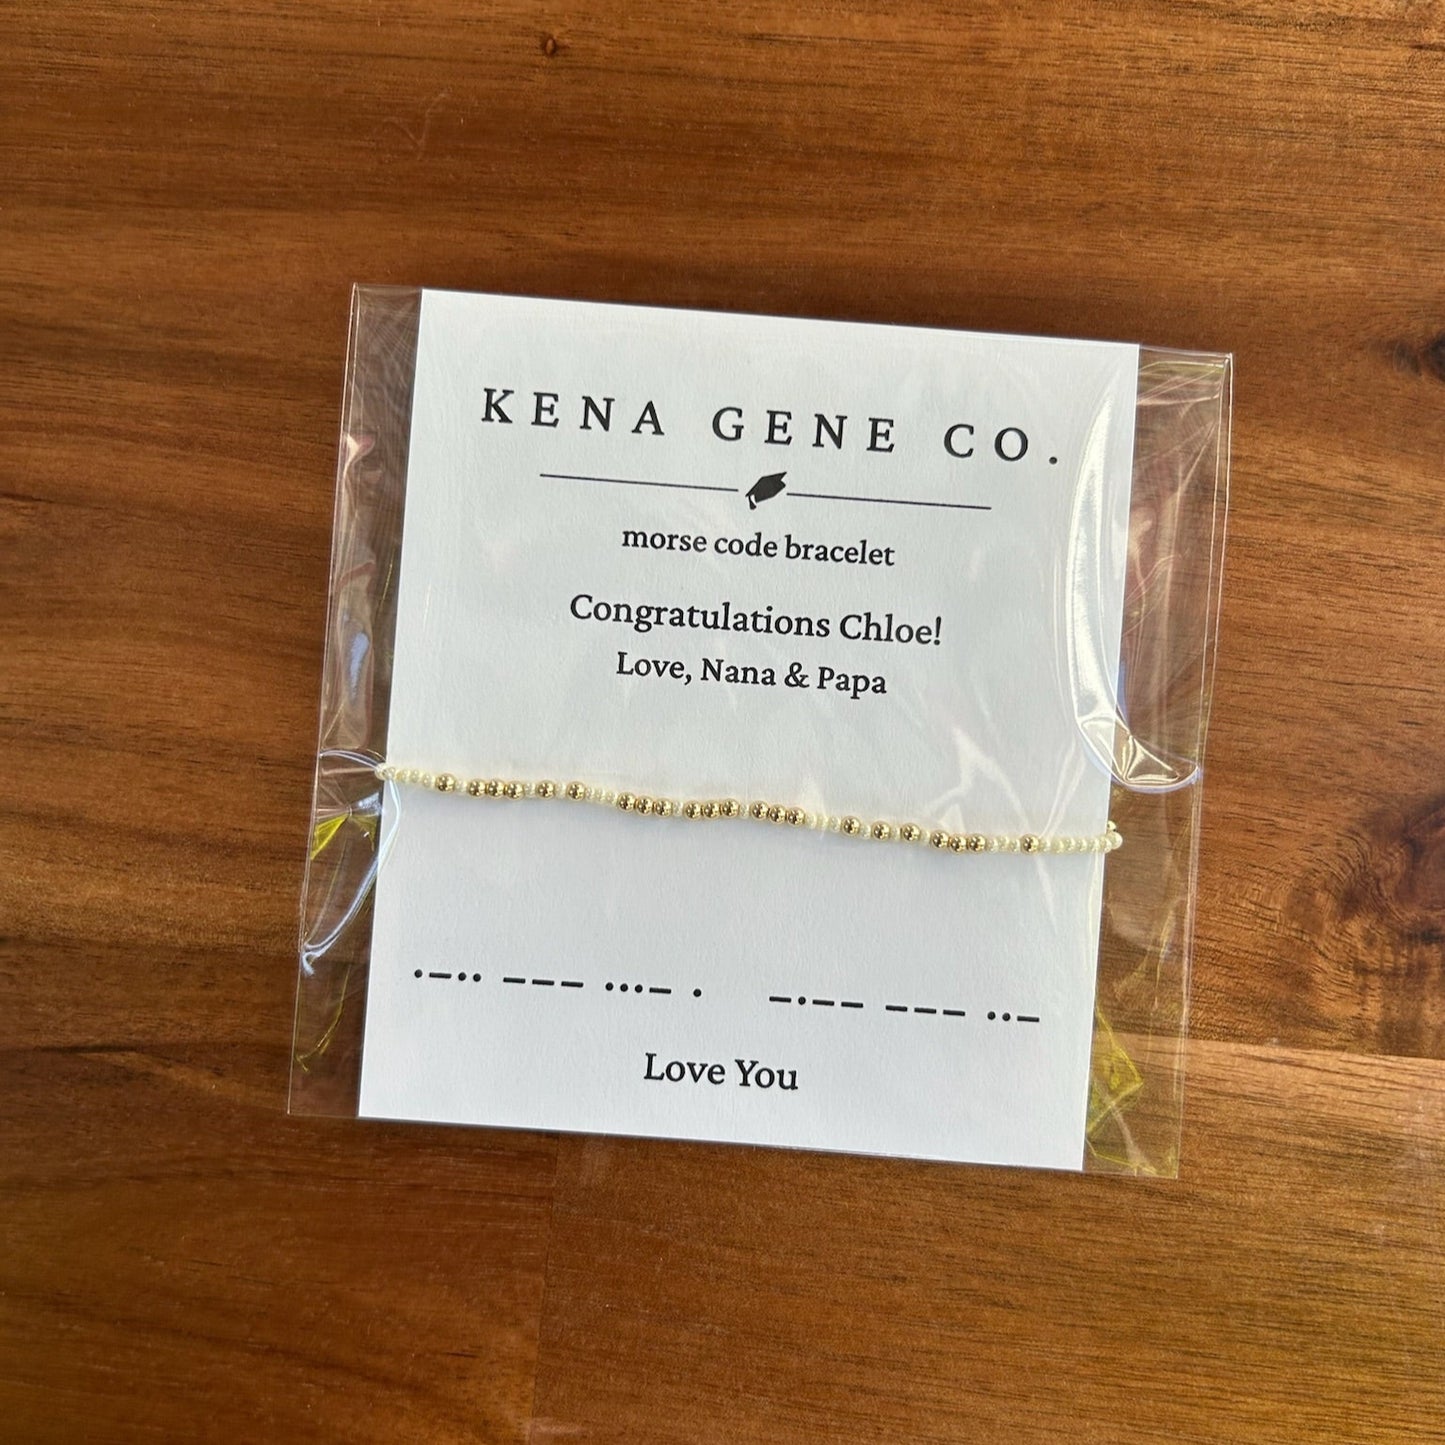 KENA GENE CO.
morse code bracelet
Congratulations Chloe!
Love, Nana & Papa
•—•• ——— •••— • —•—— ——— ••—
Love You